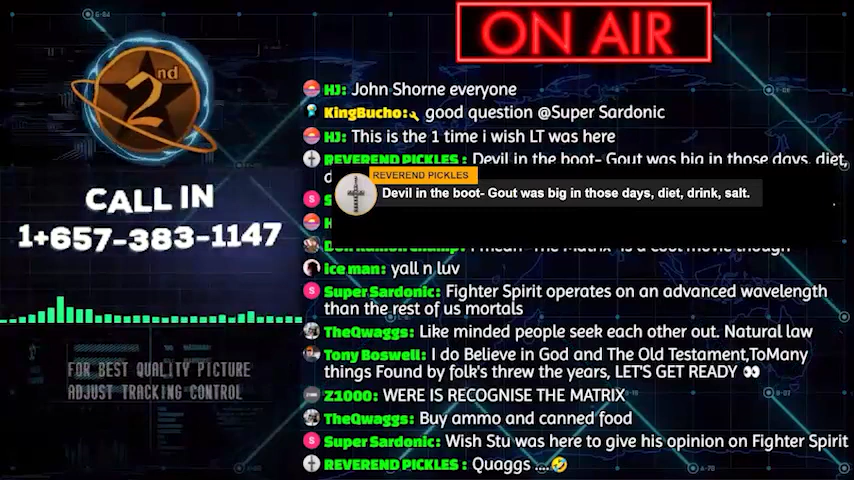 ON AIR
2nd
CALL IN
1+657-383-1147
FOR BEST QUALITY PICTURE
ADJUST TRACKING CONTROL
HJ: John Shorne everyone
KingBucho: good question @Super Sardonic
HJ: This is the 1 time i wish LT was here
REVEREND PICKLES : Devil in the boot- Gout was big in those days, diet,
REVEREND PICKLES
Devil in the boot- Gout was big in those days, diet, drink, salt.
I mean "The Matrix" is a cool movie though
ice man: yall n luv
Super Sardonic: Fighter Spirit operates on an advanced wavelength
than the rest of us mortals
TheQwaggs: Like minded people seek each other out. Natural law
Tony Boswell: I do Believe in God and The Old Testament,ToMany
things Found by folk's threw the years, LET'S GET READY 👀
Z1000: WERE IS RECOGNISE THE MATRIX
TheQwaggs: Buy ammo and canned food
Super Sardonic: Wish Stu was here to give his opinion on Fighter Spirit
REVEREND PICKLES : Quaggs ....🤣